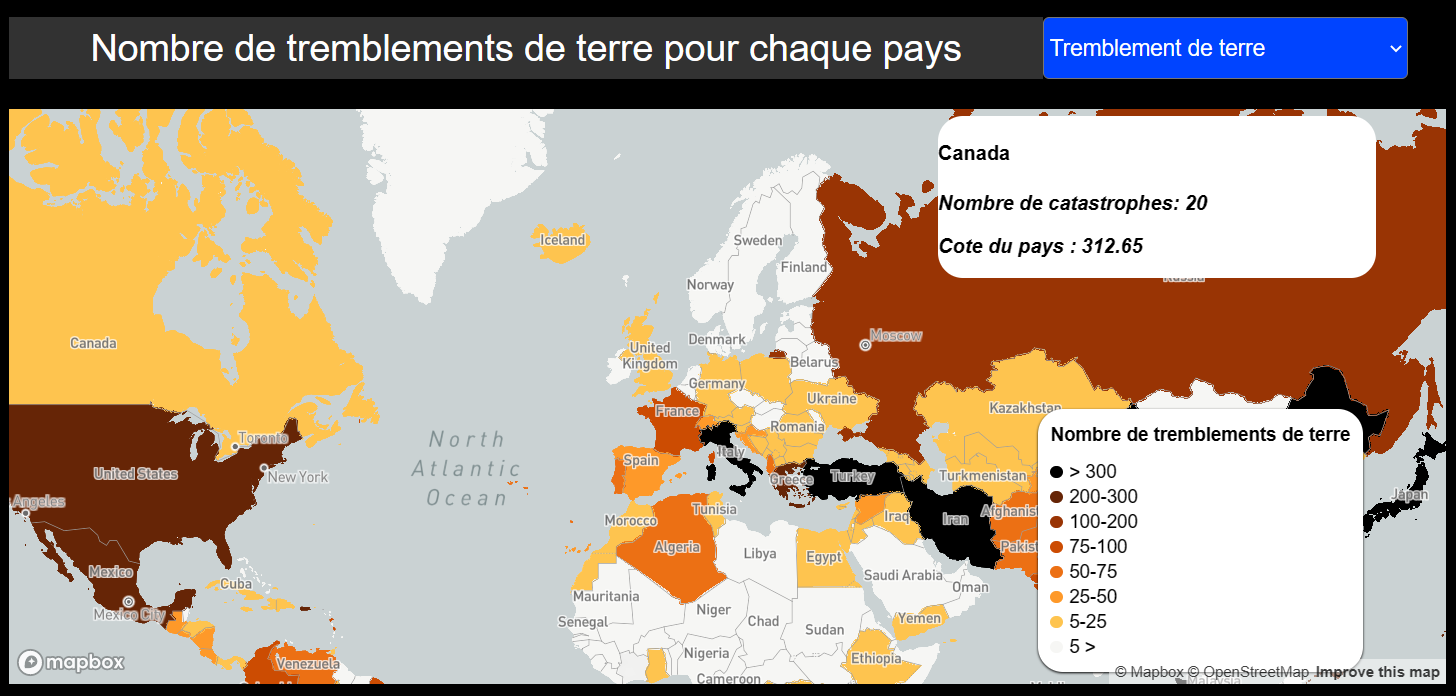 Nombre de tremblements de terre pour chaque pays
Tremblement de terre
Canada
Nombre de catastrophes: 20
Cote du pays : 312.65
Russia
Iceland
Sweden
Finland
Norway
Moscow
Denmark
Canada
United
Kingdom
Belarus
Germany
Ukraine
France
Kazakhstan
Romania
Toronto
North
Atlantic
Ocean
Italy
Spain
United States
New York
Greece
Turkey
Turkmenistan
Angeles
Japan
Tunisia
Morocco
Iraq
Iran
Afghanist
Algeria
Libya
Egypt
Pakist
Mexico
Cuba
Saudi Arabia
Oman
Mauritania
Mexico City
Niger
Senegal
Chad
Sudan
Yemen
Nigeria
Venezuela
Ethiopia
Cameroon
Malaysia
Nombre de tremblements de terre
> 300
200-300
100-200
75-100
50-75
25-50
5-25
5 >
mapbox
© Mapbox © OpenStreetMap Improve this map